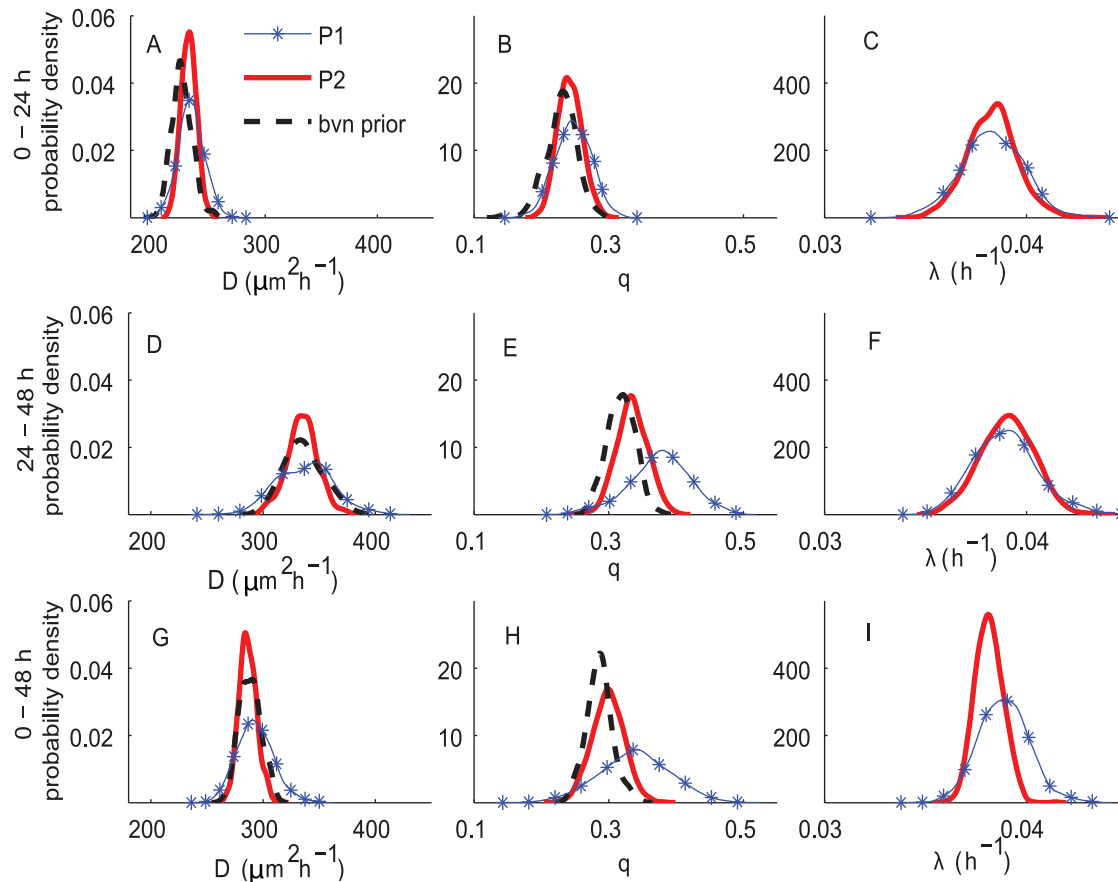 0 – 24 h
probability density
0.06
0.04
0.02
A
P1
P2
bvn prior
200 300 400
D (µm²h⁻¹)
20
10
B
0.1 0.3 0.5
q
400
200
C
0.03 0.04
λ (h⁻¹)
24 – 48 h
probability density
0.06
0.04
0.02
D
200 300 400
D (µm²h⁻¹)
20
10
E
0.1 0.3 0.5
q
400
200
F
0.03 0.04
λ (h⁻¹)
0 – 48 h
probability density
0.06
0.04
0.02
G
200 300 400
D (µm²h⁻¹)
20
10
H
0.1 0.3 0.5
q
400
200
I
0.03 0.04
λ (h⁻¹)